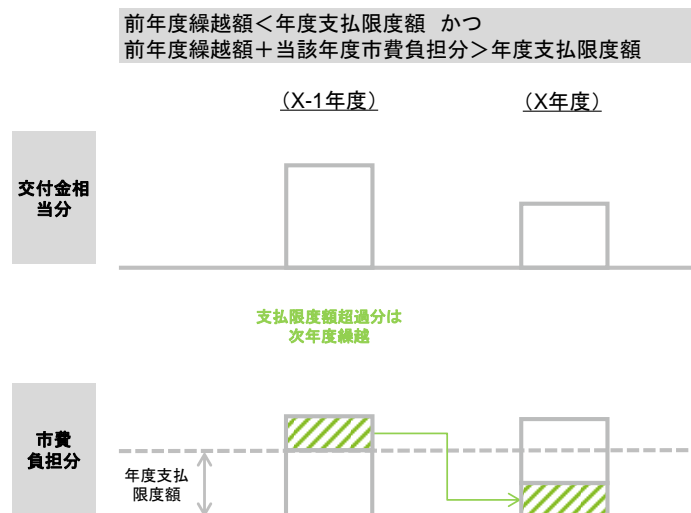 前年度繰越額＜年度支払限度額 かつ
前年度繰越額＋当該年度市費負担分＞年度支払限度額
（X-1年度）
（X年度）
交付金相
当分
支払限度額超過分は
次年度繰越
市費
負担分
年度支払
限度額